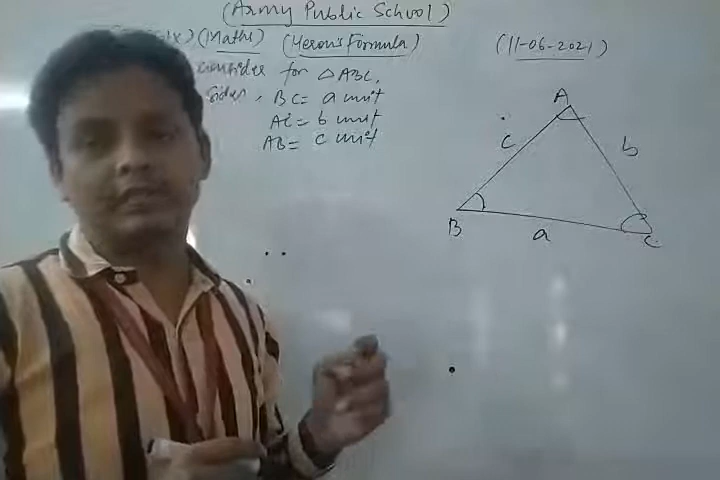 (Army Public School)
x) (Maths) (Heron's Formula)
(11-06-2021)
consider for △ABC,
Sides, BC = a unit
AC = b unit
AB = c unit
A
c
b
B
a
C